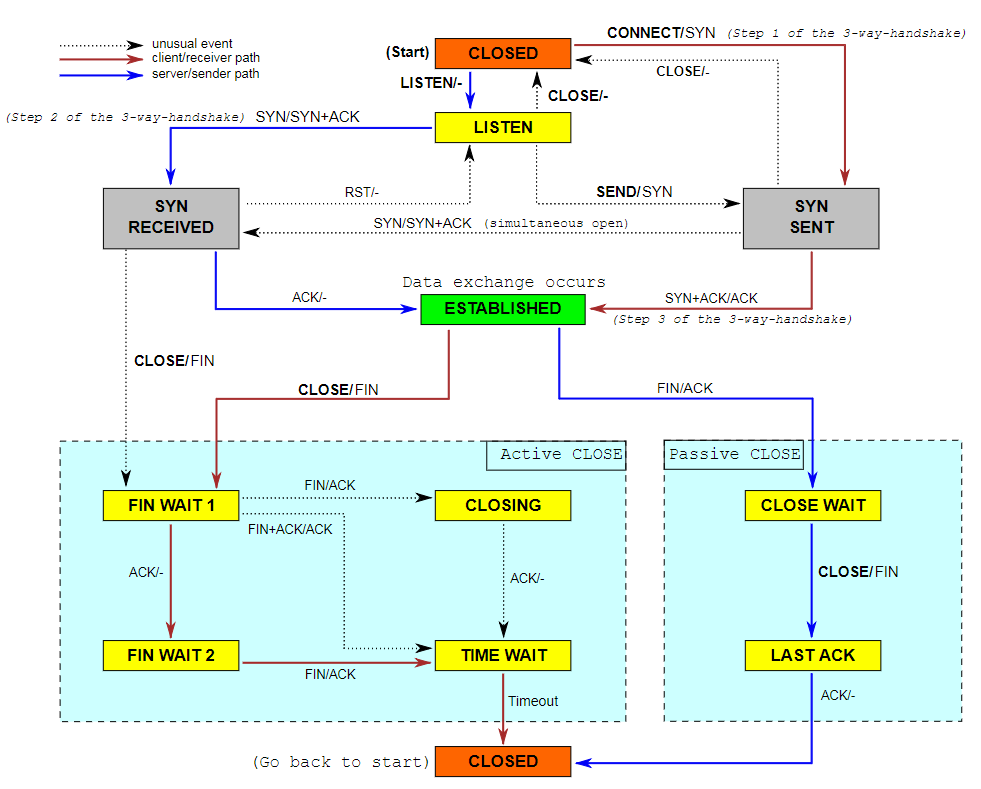 unusual event
client/receiver path
server/sender path
(Start)
CLOSED
CONNECT/SYN (Step 1 of the 3-way-handshake)
CLOSE/-
LISTEN/-
CLOSE/-
(Step 2 of the 3-way-handshake) SYN/SYN+ACK
LISTEN
RST/-
SEND/SYN
SYN
RECEIVED
SYN
SENT
SYN/SYN+ACK (simultaneous open)
Data exchange occurs
ACK/-
ESTABLISHED
SYN+ACK/ACK
(Step 3 of the 3-way-handshake)
CLOSE/FIN
CLOSE/FIN
FIN/ACK
Active CLOSE
Passive CLOSE
FIN WAIT 1
FIN/ACK
CLOSING
CLOSE WAIT
FIN+ACK/ACK
ACK/-
ACK/-
CLOSE/FIN
FIN WAIT 2
TIME WAIT
LAST ACK
FIN/ACK
Timeout
ACK/-
(Go back to start)
CLOSED